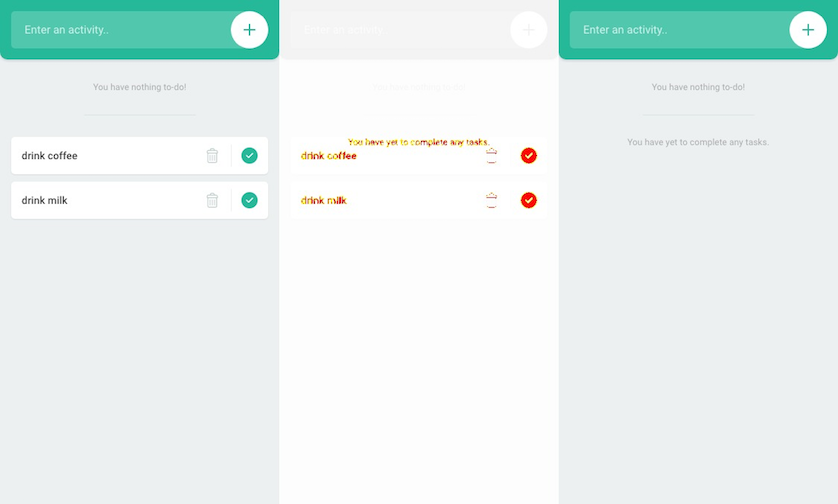 Enter an activity..
You have nothing to-do!
drink coffee
drink milk
Enter an activity..
You have nothing to-do!
You have yet to complete any tasks.
drink coffee
drink milk
Enter an activity..
You have nothing to-do!
You have yet to complete any tasks.